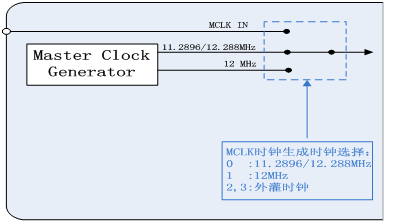 MCLK IN
11.2896/12.288MHz
Master Clock
Generator
12 MHz
MCLK时钟生成时钟选择：
0 :11.2896/12.288MHz
1 :12MHz
2,3:外灌时钟